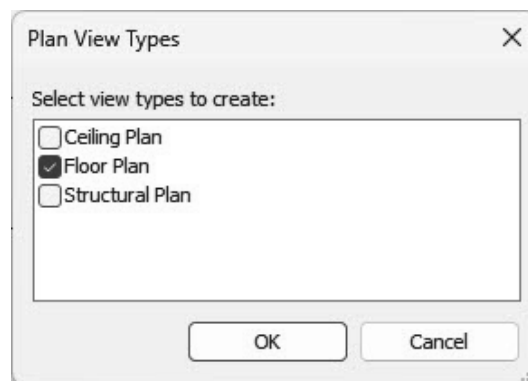 Plan View Types
Select view types to create:
Ceiling Plan
Floor Plan
Structural Plan
OK
Cancel